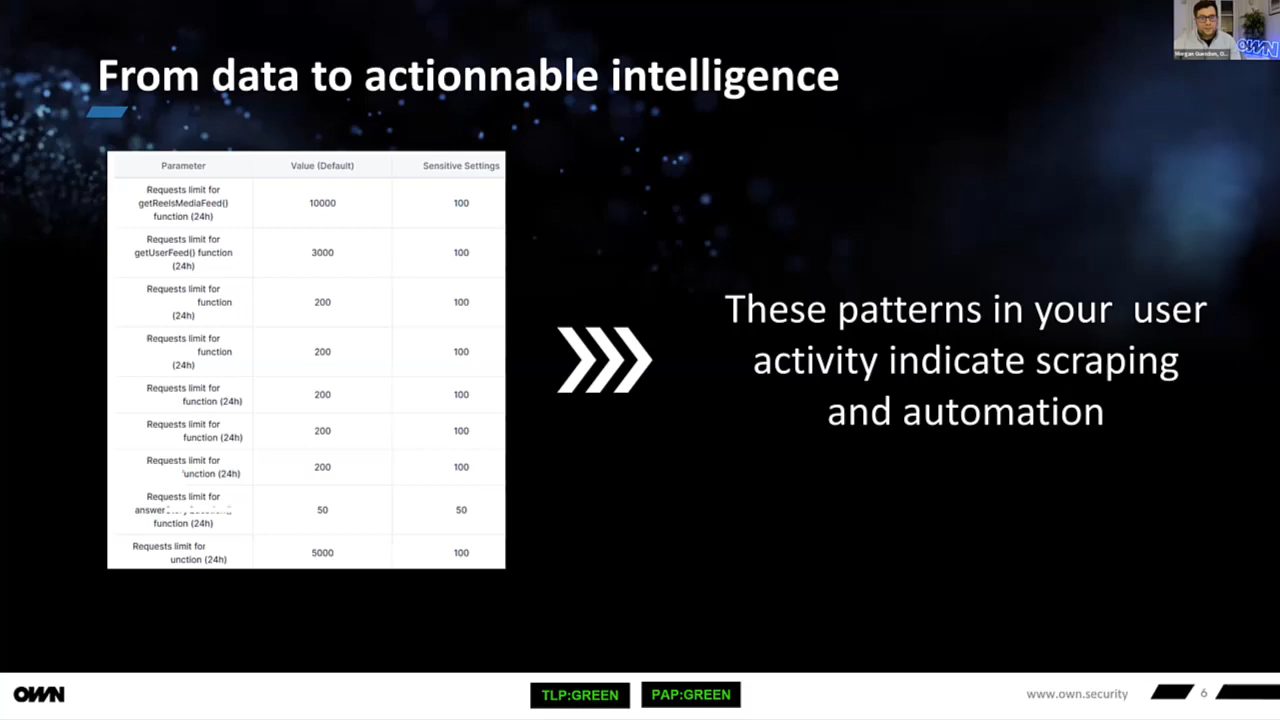 From data to actionnable intelligence
Parameter Value (Default) Sensitive Settings
Requests limit for
getReelsMediaFeed()
function (24h)
10000 100
Requests limit for
getUserFeed() function
(24h)
3000 100
Requests limit for
function
(24h)
200 100
Requests limit for
function
(24h)
200 100
Requests limit for
function (24h)
200 100
Requests limit for
function (24h)
200 100
Requests limit for
unction (24h)
200 100
Requests limit for
answer
function (24h)
50 50
Requests limit for
unction (24h)
5000 100
These patterns in your user
activity indicate scraping
and automation
OWN
OWN
TLP:GREEN
PAP:GREEN
www.own.security
6